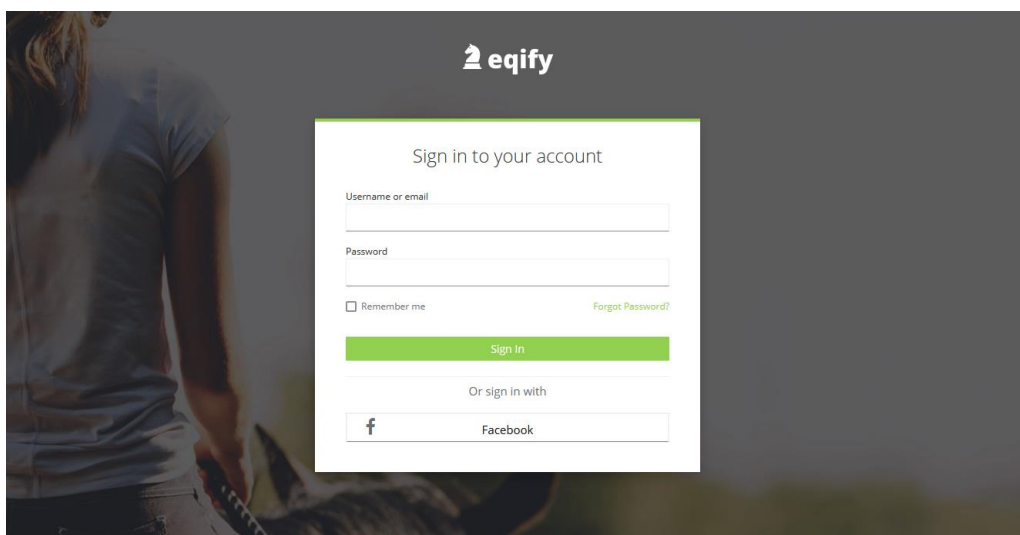 eqify
Sign in to your account
Username or email
Password
Remember me
Forgot Password?
Sign In
Or sign in with
Facebook